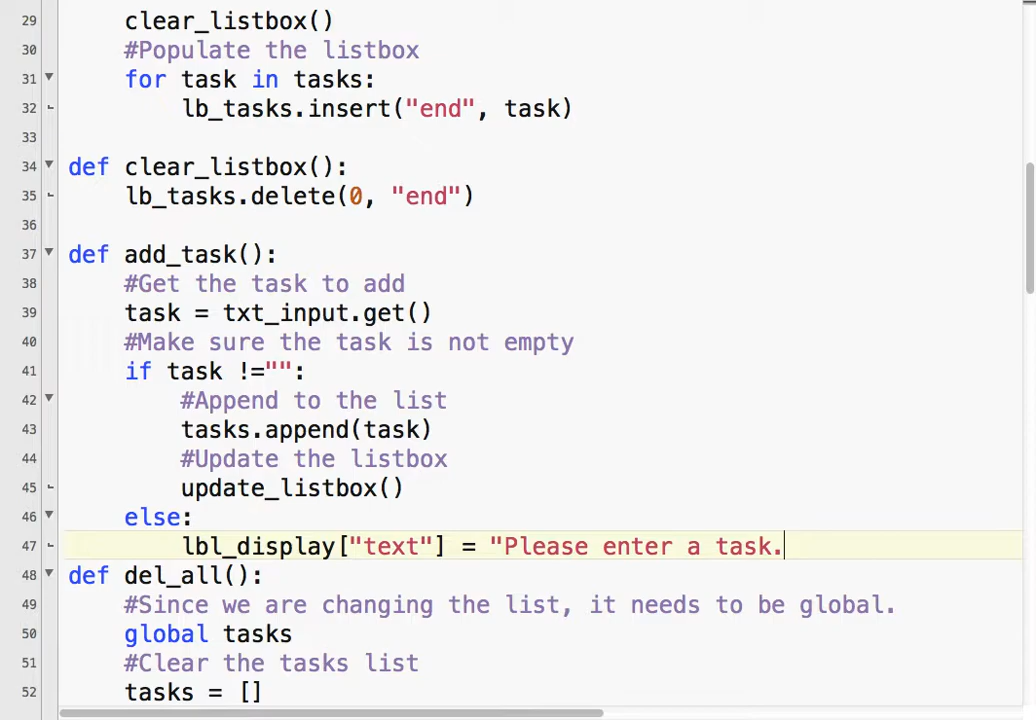 29 clear_listbox()
30 #Populate the listbox
31 for task in tasks:
32 lb_tasks.insert("end", task)
33
34 def clear_listbox():
35 lb_tasks.delete(0, "end")
36
37 def add_task():
38 #Get the task to add
39 task = txt_input.get()
40 #Make sure the task is not empty
41 if task !="":
42 #Append to the list
43 tasks.append(task)
44 #Update the listbox
45 update_listbox()
46 else:
47 lbl_display["text"] = "Please enter a task.
48 def del_all():
49 #Since we are changing the list, it needs to be global.
50 global tasks
51 #Clear the tasks list
52 tasks = []